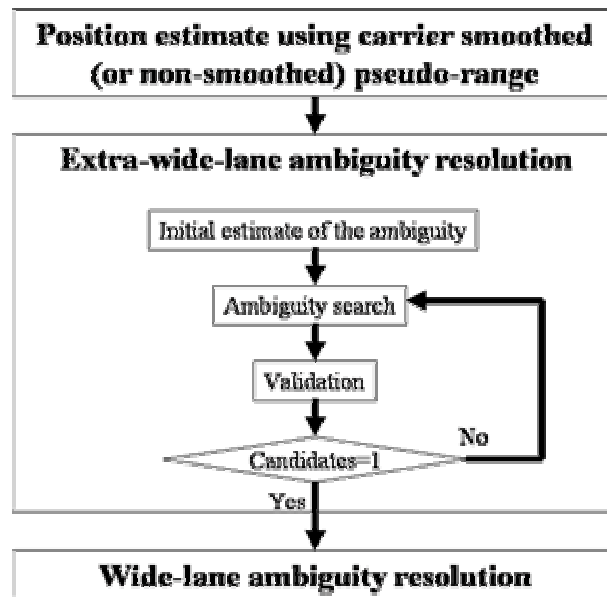 Position estimate using carrier smoothed
(or non-smoothed) pseudo-range
Extra-wide-lane ambiguity resolution
Initial estimate of the ambiguity
Ambiguity search
Validation
No
Candidates=1
Yes
Wide-lane ambiguity resolution